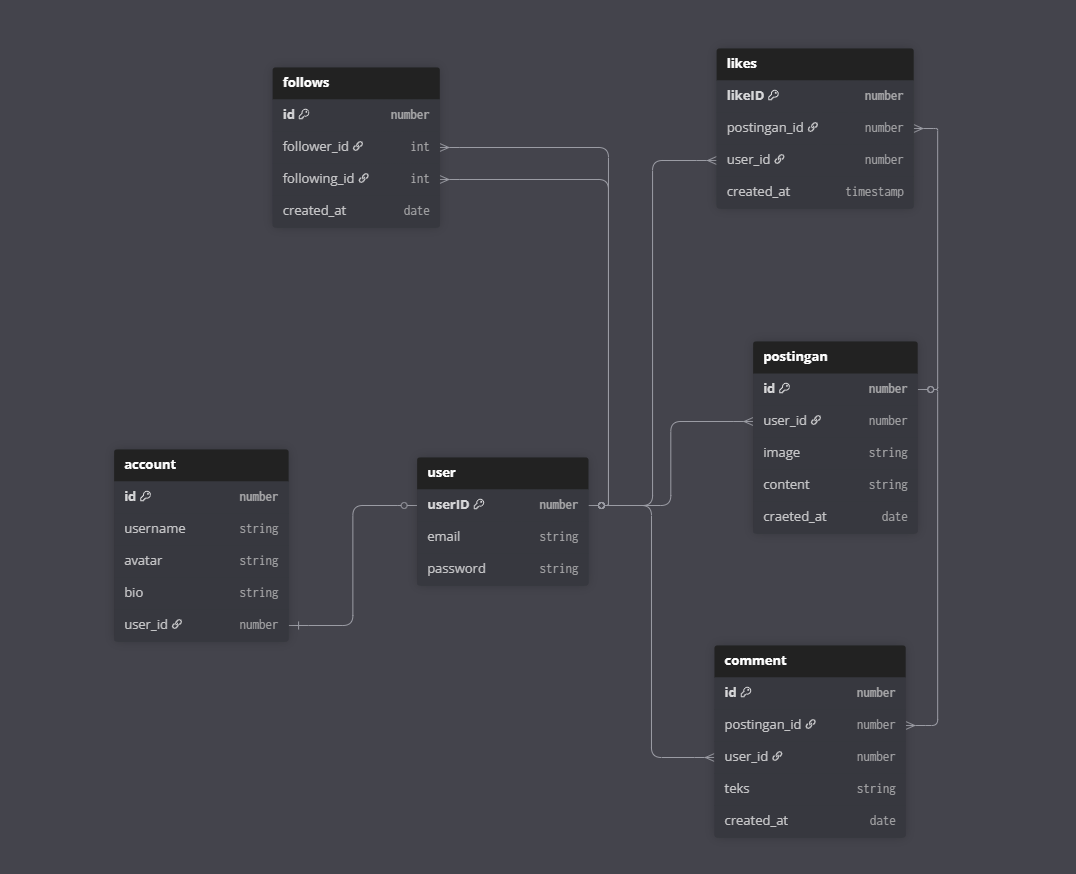 follows
id number
follower_id int
following_id int
created_at date
likes
likeID number
postingan_id number
user_id number
created_at timestamp
postingan
id number
user_id number
image string
content string
craeted_at date
account
id number
username string
avatar string
bio string
user_id number
user
userID number
email string
password string
comment
id number
postingan_id number
user_id number
teks string
created_at date